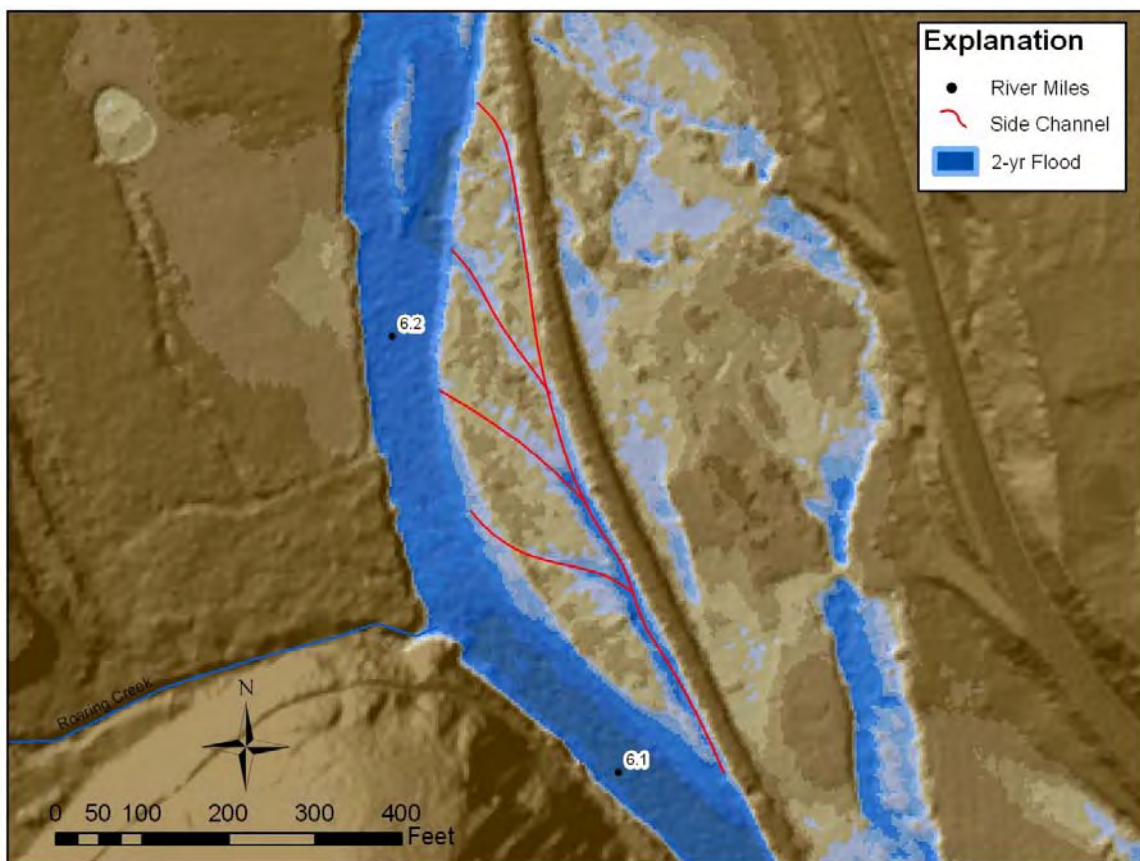 Explanation
River Miles
Side Channel
2-yr Flood
6.2
Roaring Creek
N
6.1
0 50 100 200 300 400
Feet